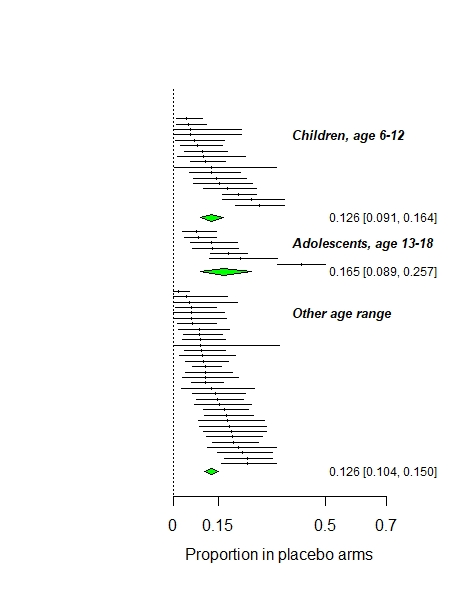 Children, age 6-12
0.126 [0.091, 0.164]
Adolescents, age 13-18
0.165 [0.089, 0.257]
Other age range
0.126 [0.104, 0.150]
0 0.15 0.5 0.7
Proportion in placebo arms